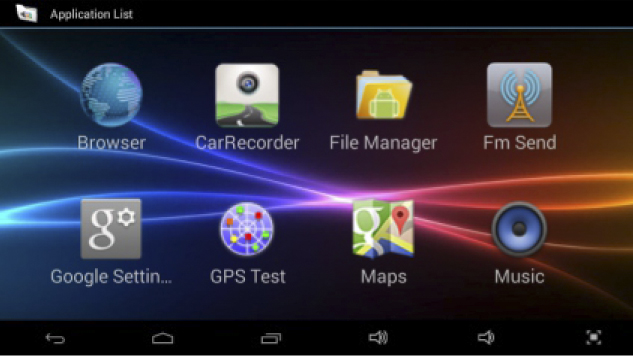 Application List
Browser
CarRecorder
File Manager
Fm Send
Google Settin...
GPS Test
Maps
Music